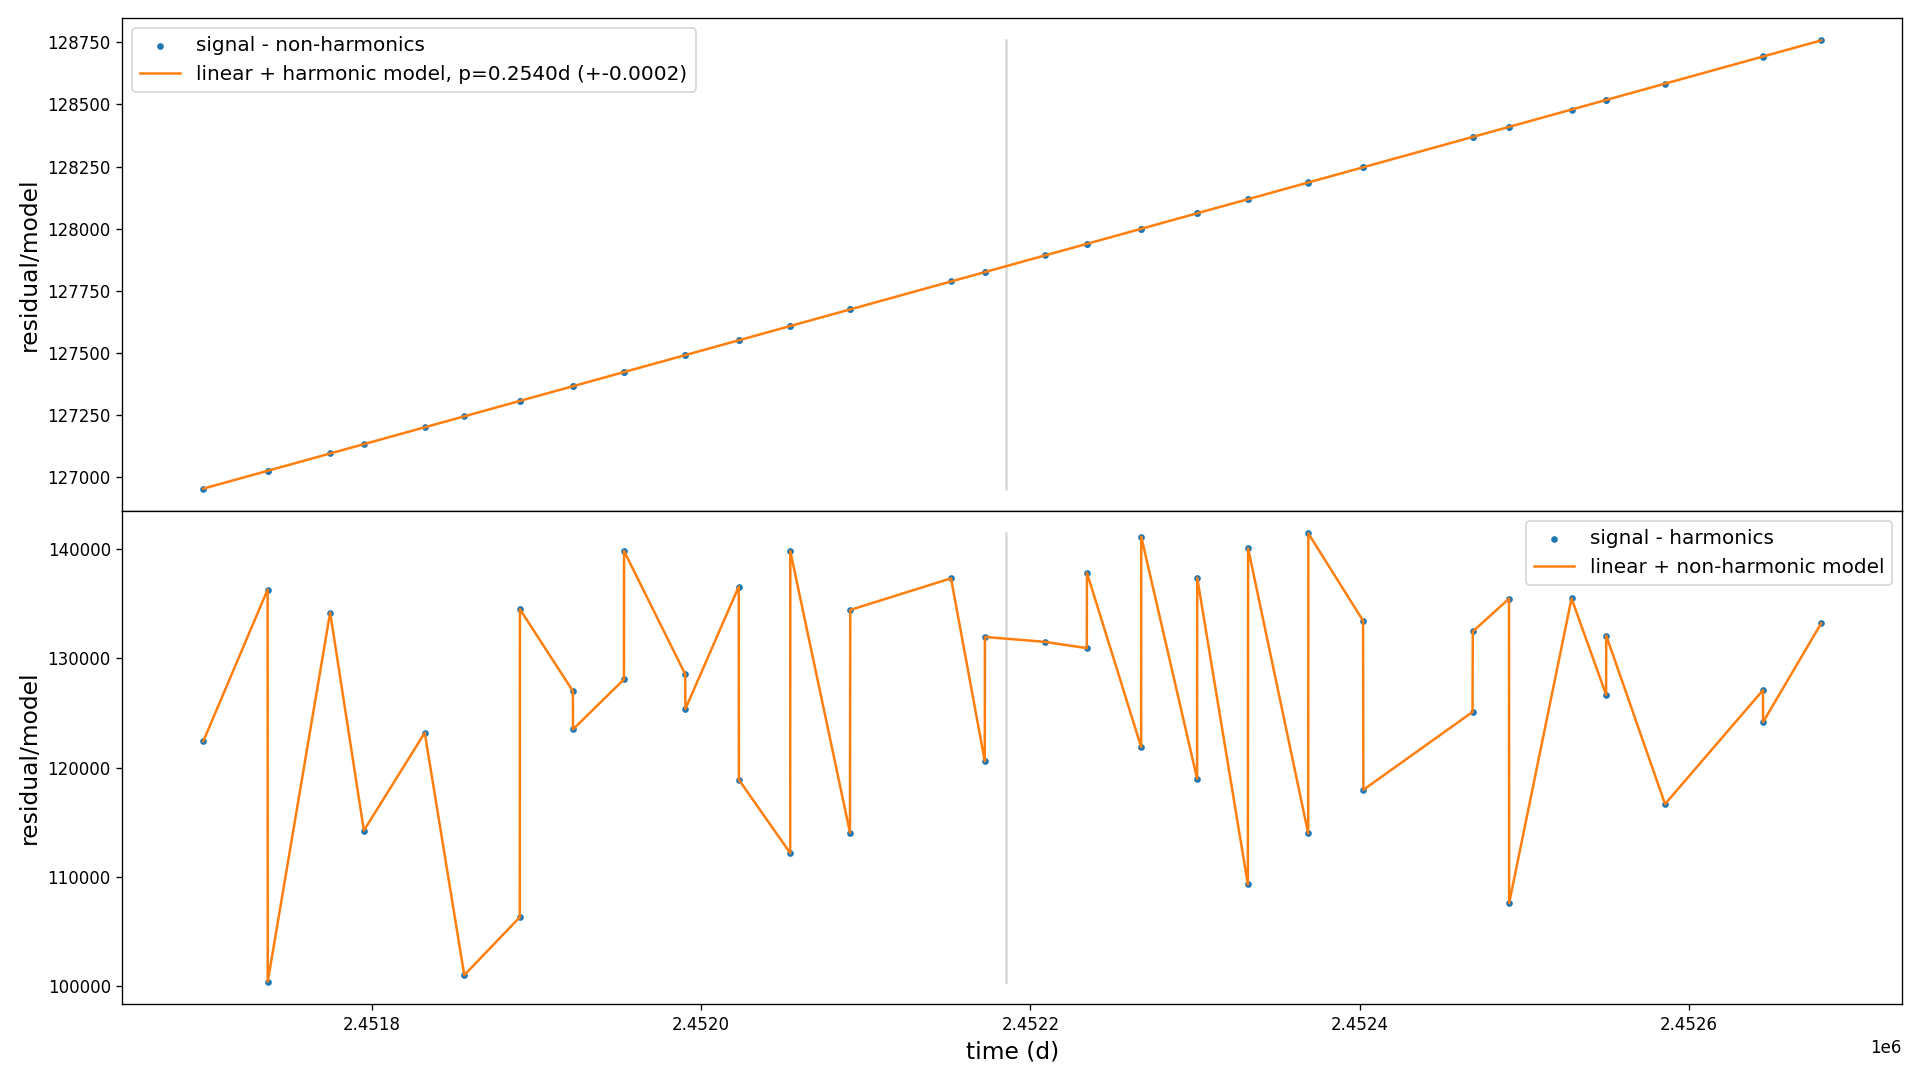 128750
128500
128250
128000
127750
127500
127250
127000
residual/model
signal - non-harmonics
linear + harmonic model, p=0.2540d (+-0.0002)
140000
130000
120000
110000
100000
residual/model
signal - harmonics
linear + non-harmonic model
2.4518
2.4520
2.4522
2.4524
2.4526
1e6
time (d)